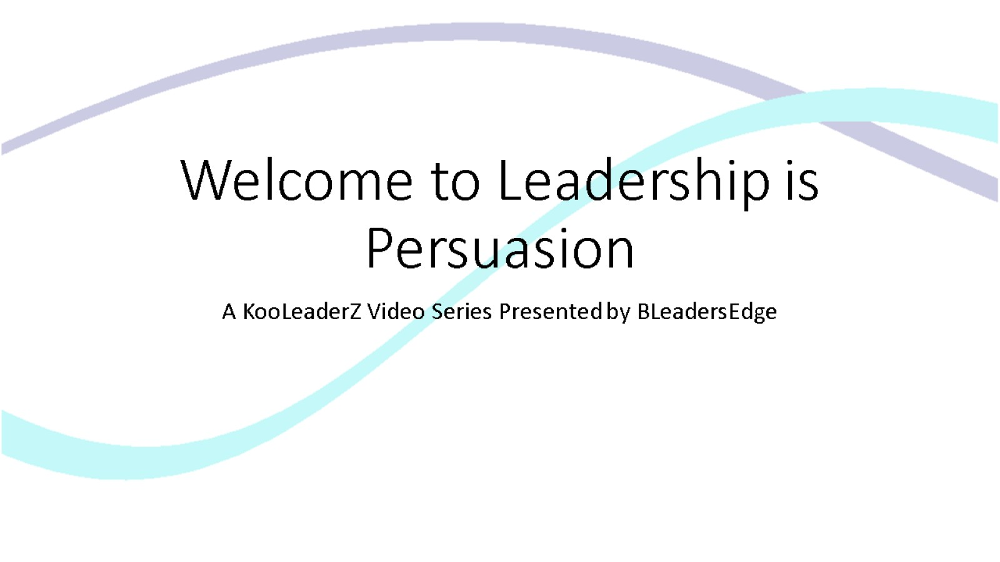 Welcome to Leadership is
Persuasion
A KooLeaderZ Video Series Presented by BLeadersEdge